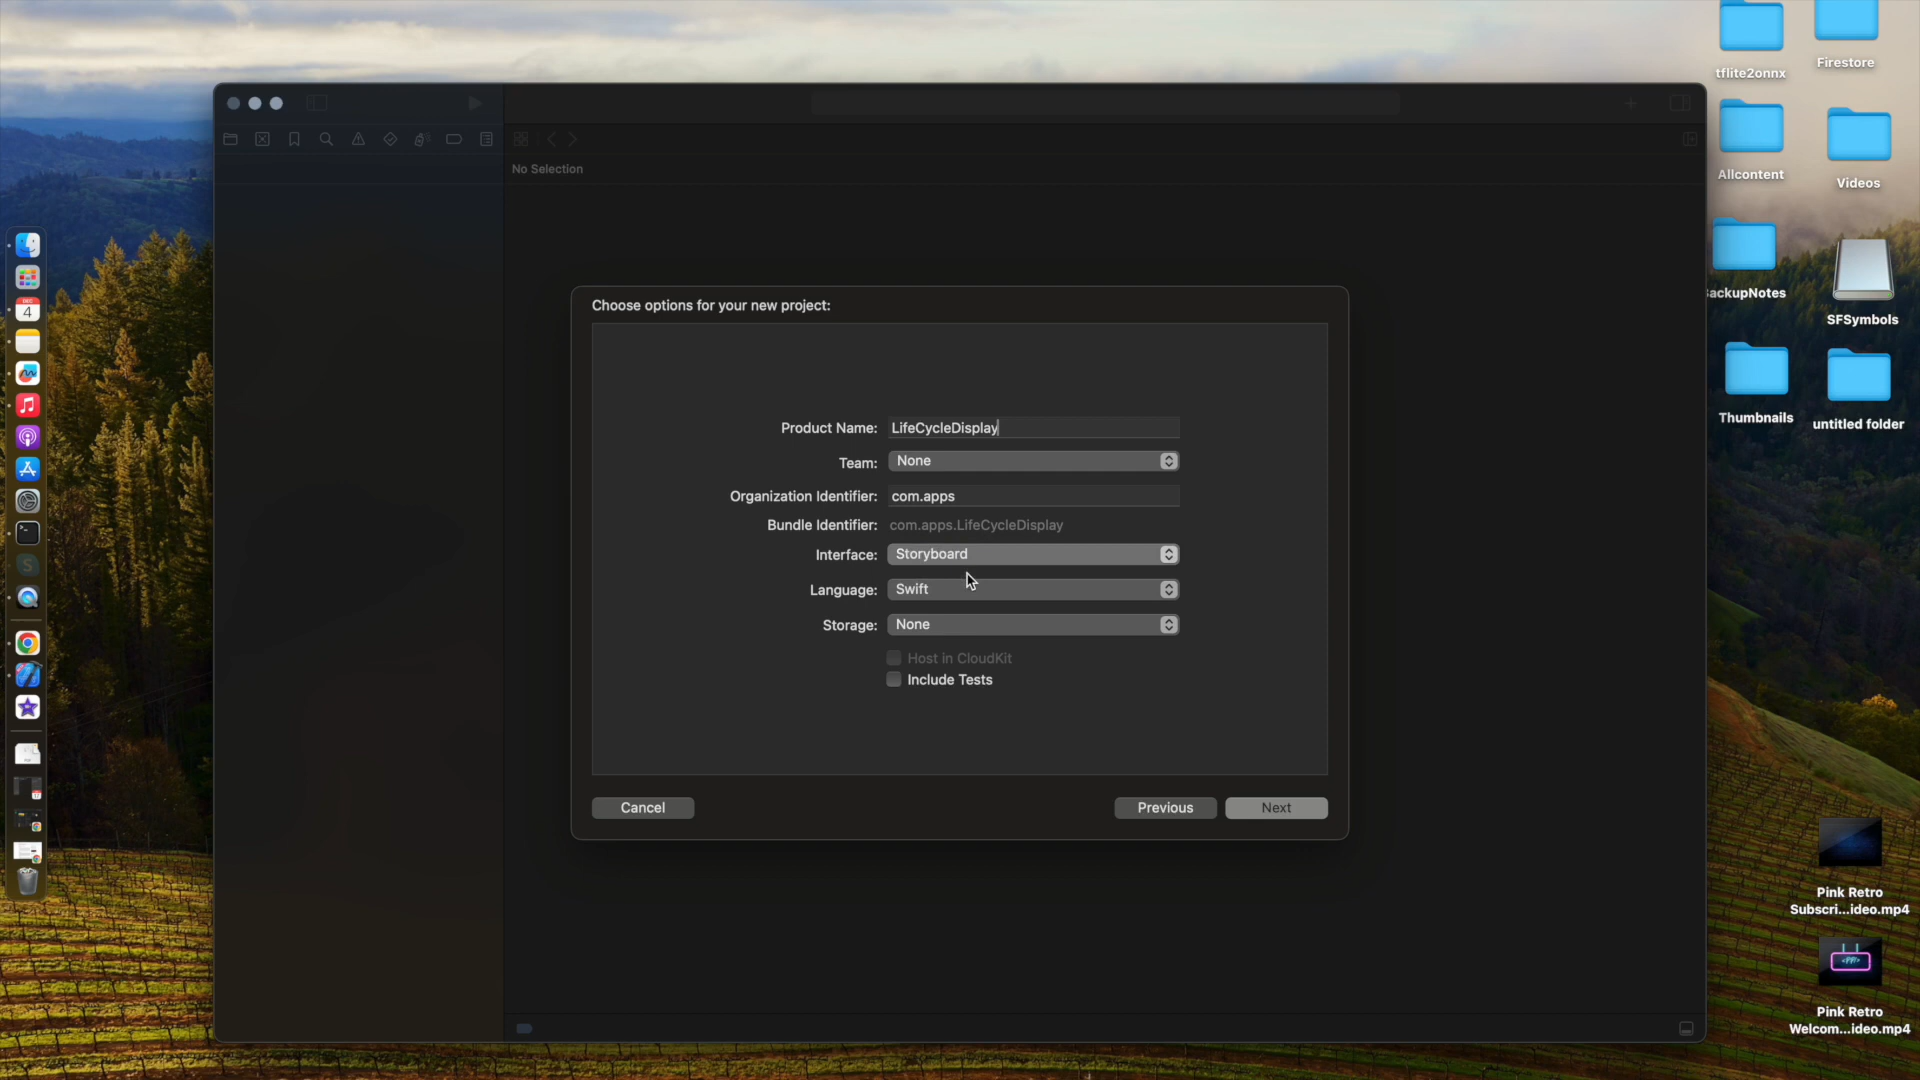 tflite2onnx
Firestore
Allcontent
Videos
No Selection
DEC
4
ackupNotes
SFSymbols
Choose options for your new project:
Thumbnails
untitled folder
Product Name: LifeCycleDisplay
Team: None
Organization Identifier: com.apps
Bundle Identifier: com.apps.LifeCycleDisplay
Interface: Storyboard
Language: Swift
Storage: None
Host in CloudKit
Include Tests
Cancel
Previous
Next
Pink Retro
Subscri...ideo.mp4
Pink Retro
Welcom...ideo.mp4